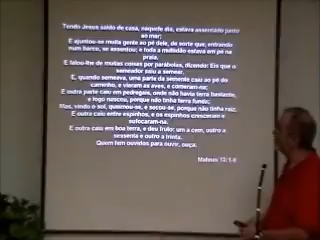 Tendo Jesus saído de casa, naquele dia, estava assentado junto
ao mar;
E ajuntou-se muita gente ao pé dele, de sorte que, entrando
num barco, se assentou; e toda a multidão estava em pé na
praia.
E falou-lhe de muitas coisas por parábolas, dizendo: Eis que o
semeador saiu a semear.
E, quando semeava, uma parte da semente caiu ao pé do
caminho, e vieram as aves, e comeram-na;
E outra parte caiu em pedregais, onde não havia terra bastante,
e logo nasceu, porque não tinha terra funda;
Mas, vindo o sol, queimou-se, e secou-se, porque não tinha raiz.
E outra caiu entre espinhos, e os espinhos cresceram e
sufocaram-na.
E outra caiu em boa terra, e deu fruto: um a cem, outro a
sessenta e outro a trinta.
Quem tem ouvidos para ouvir, ouça.
Mateus 13:1-9